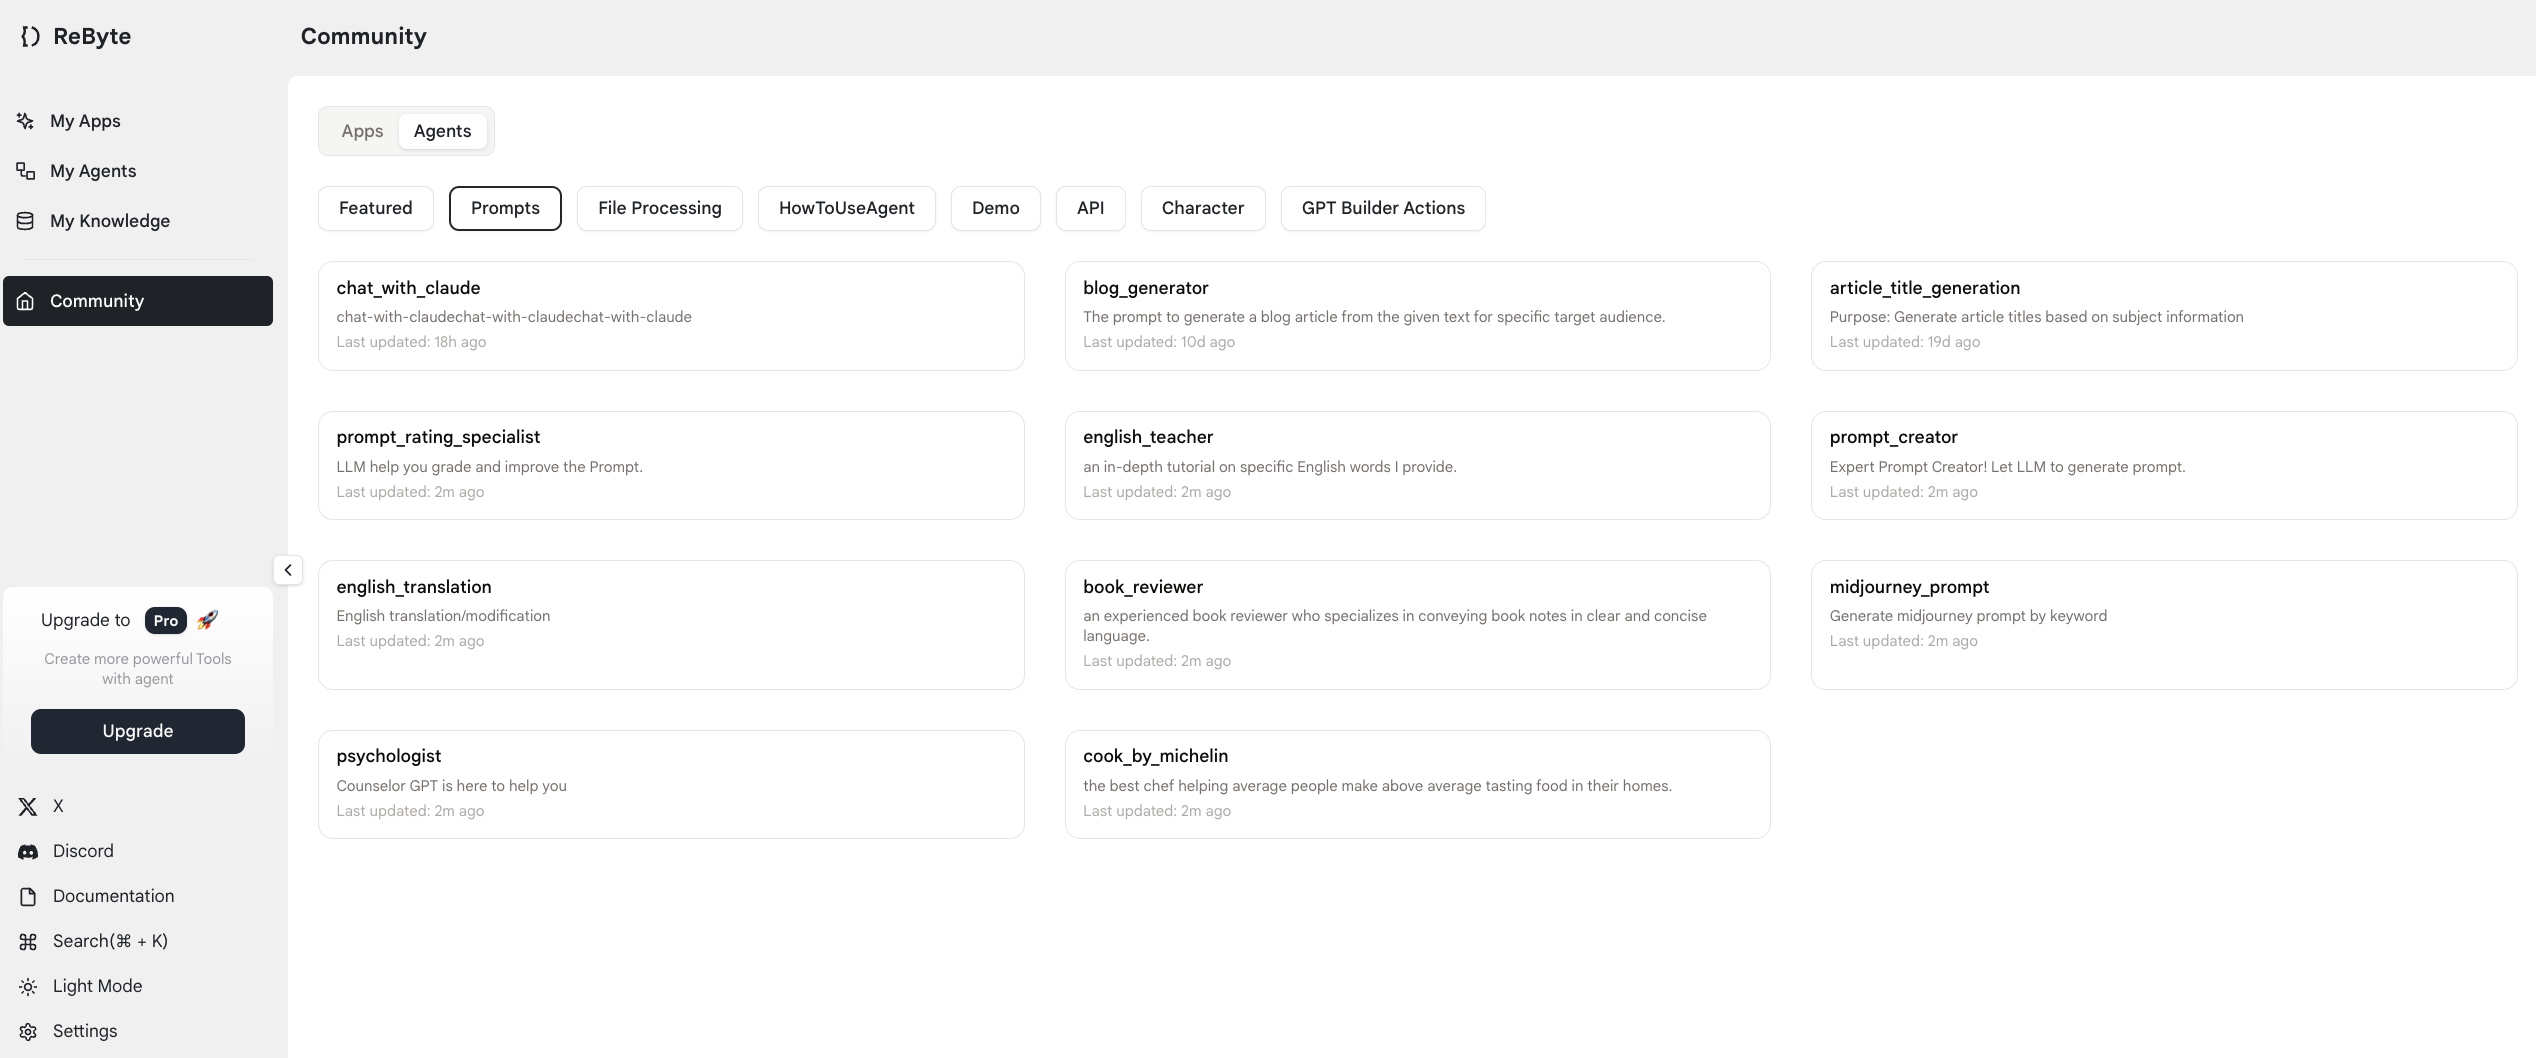 ReByte
Community
My Apps
My Agents
My Knowledge
Community
Upgrade to Pro 🚀
Create more powerful Tools
with agent
Upgrade
X
Discord
Documentation
Search(⌘ + K)
Light Mode
Settings
Apps Agents
Featured Prompts File Processing HowToUseAgent Demo API Character GPT Builder Actions
chat_with_claude
chat-with-claudechat-with-claudechat-with-claude
Last updated: 18h ago
blog_generator
The prompt to generate a blog article from the given text for specific target audience.
Last updated: 10d ago
article_title_generation
Purpose: Generate article titles based on subject information
Last updated: 19d ago
prompt_rating_specialist
LLM help you grade and improve the Prompt.
Last updated: 2m ago
english_teacher
an in-depth tutorial on specific English words I provide.
Last updated: 2m ago
prompt_creator
Expert Prompt Creator! Let LLM to generate prompt.
Last updated: 2m ago
english_translation
English translation/modification
Last updated: 2m ago
book_reviewer
an experienced book reviewer who specializes in conveying book notes in clear and concise
language.
Last updated: 2m ago
midjourney_prompt
Generate midjourney prompt by keyword
Last updated: 2m ago
psychologist
Counselor GPT is here to help you
Last updated: 2m ago
cook_by_michelin
the best chef helping average people make above average tasting food in their homes.
Last updated: 2m ago